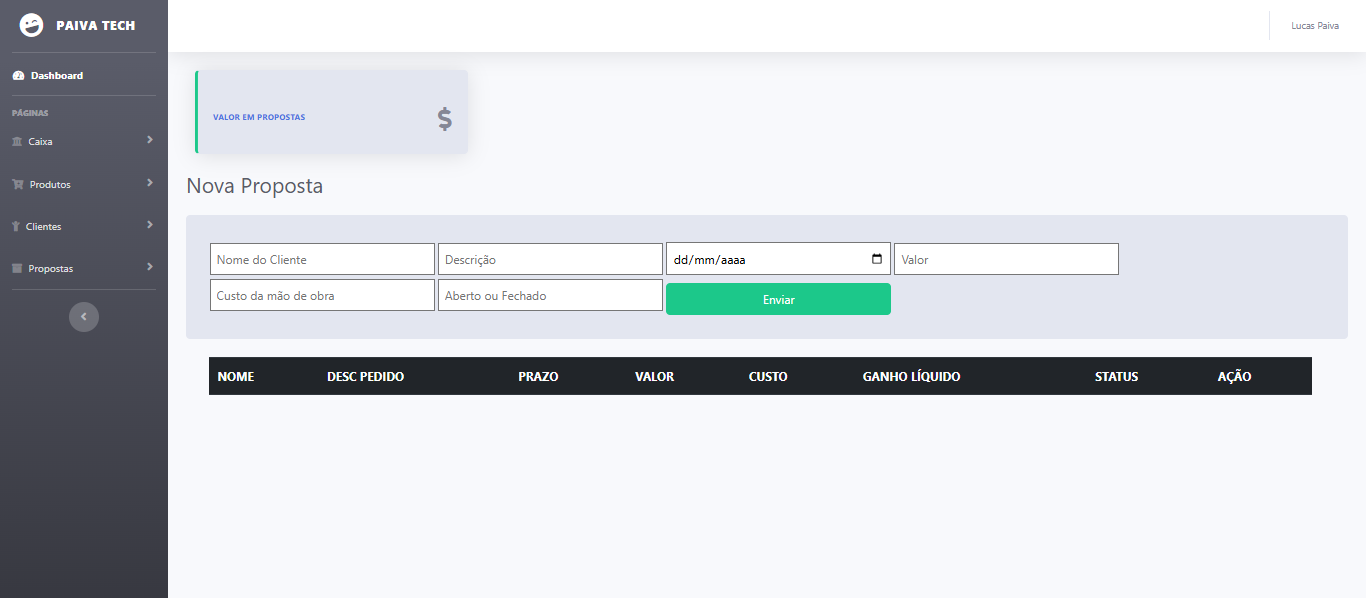 PAIVA TECH
Lucas Paiva
Dashboard
PÁGINAS
Caixa
Produtos
Clientes
Propostas
VALOR EM PROPOSTAS
$
Nova Proposta
Nome do Cliente Descrição dd/mm/aaaa Valor
Custo da mão de obra Aberto ou Fechado Enviar
NOME DESC PEDIDO PRAZO VALOR CUSTO GANHO LÍQUIDO STATUS AÇÃO